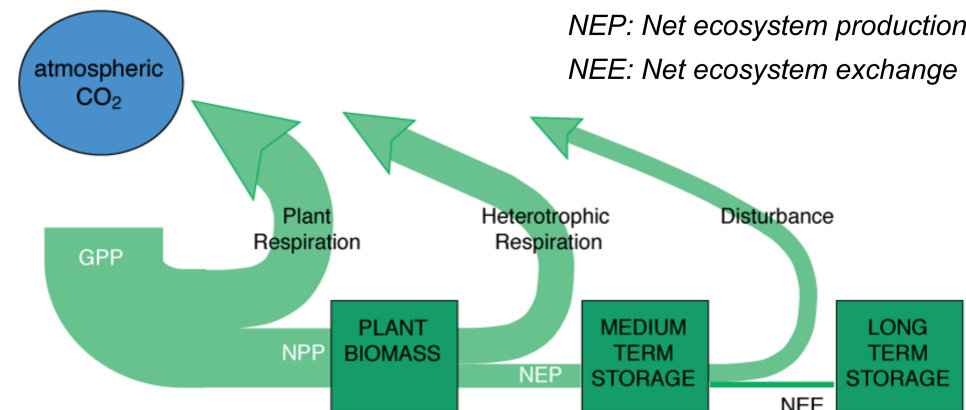 NEP: Net ecosystem production
NEE: Net ecosystem exchange
atmospheric
CO₂
Plant
Respiration
Heterotrophic
Respiration
Disturbance
GPP
PLANT
BIOMASS
MEDIUM
TERM
STORAGE
LONG
TERM
STORAGE
NPP
NEP
NEE